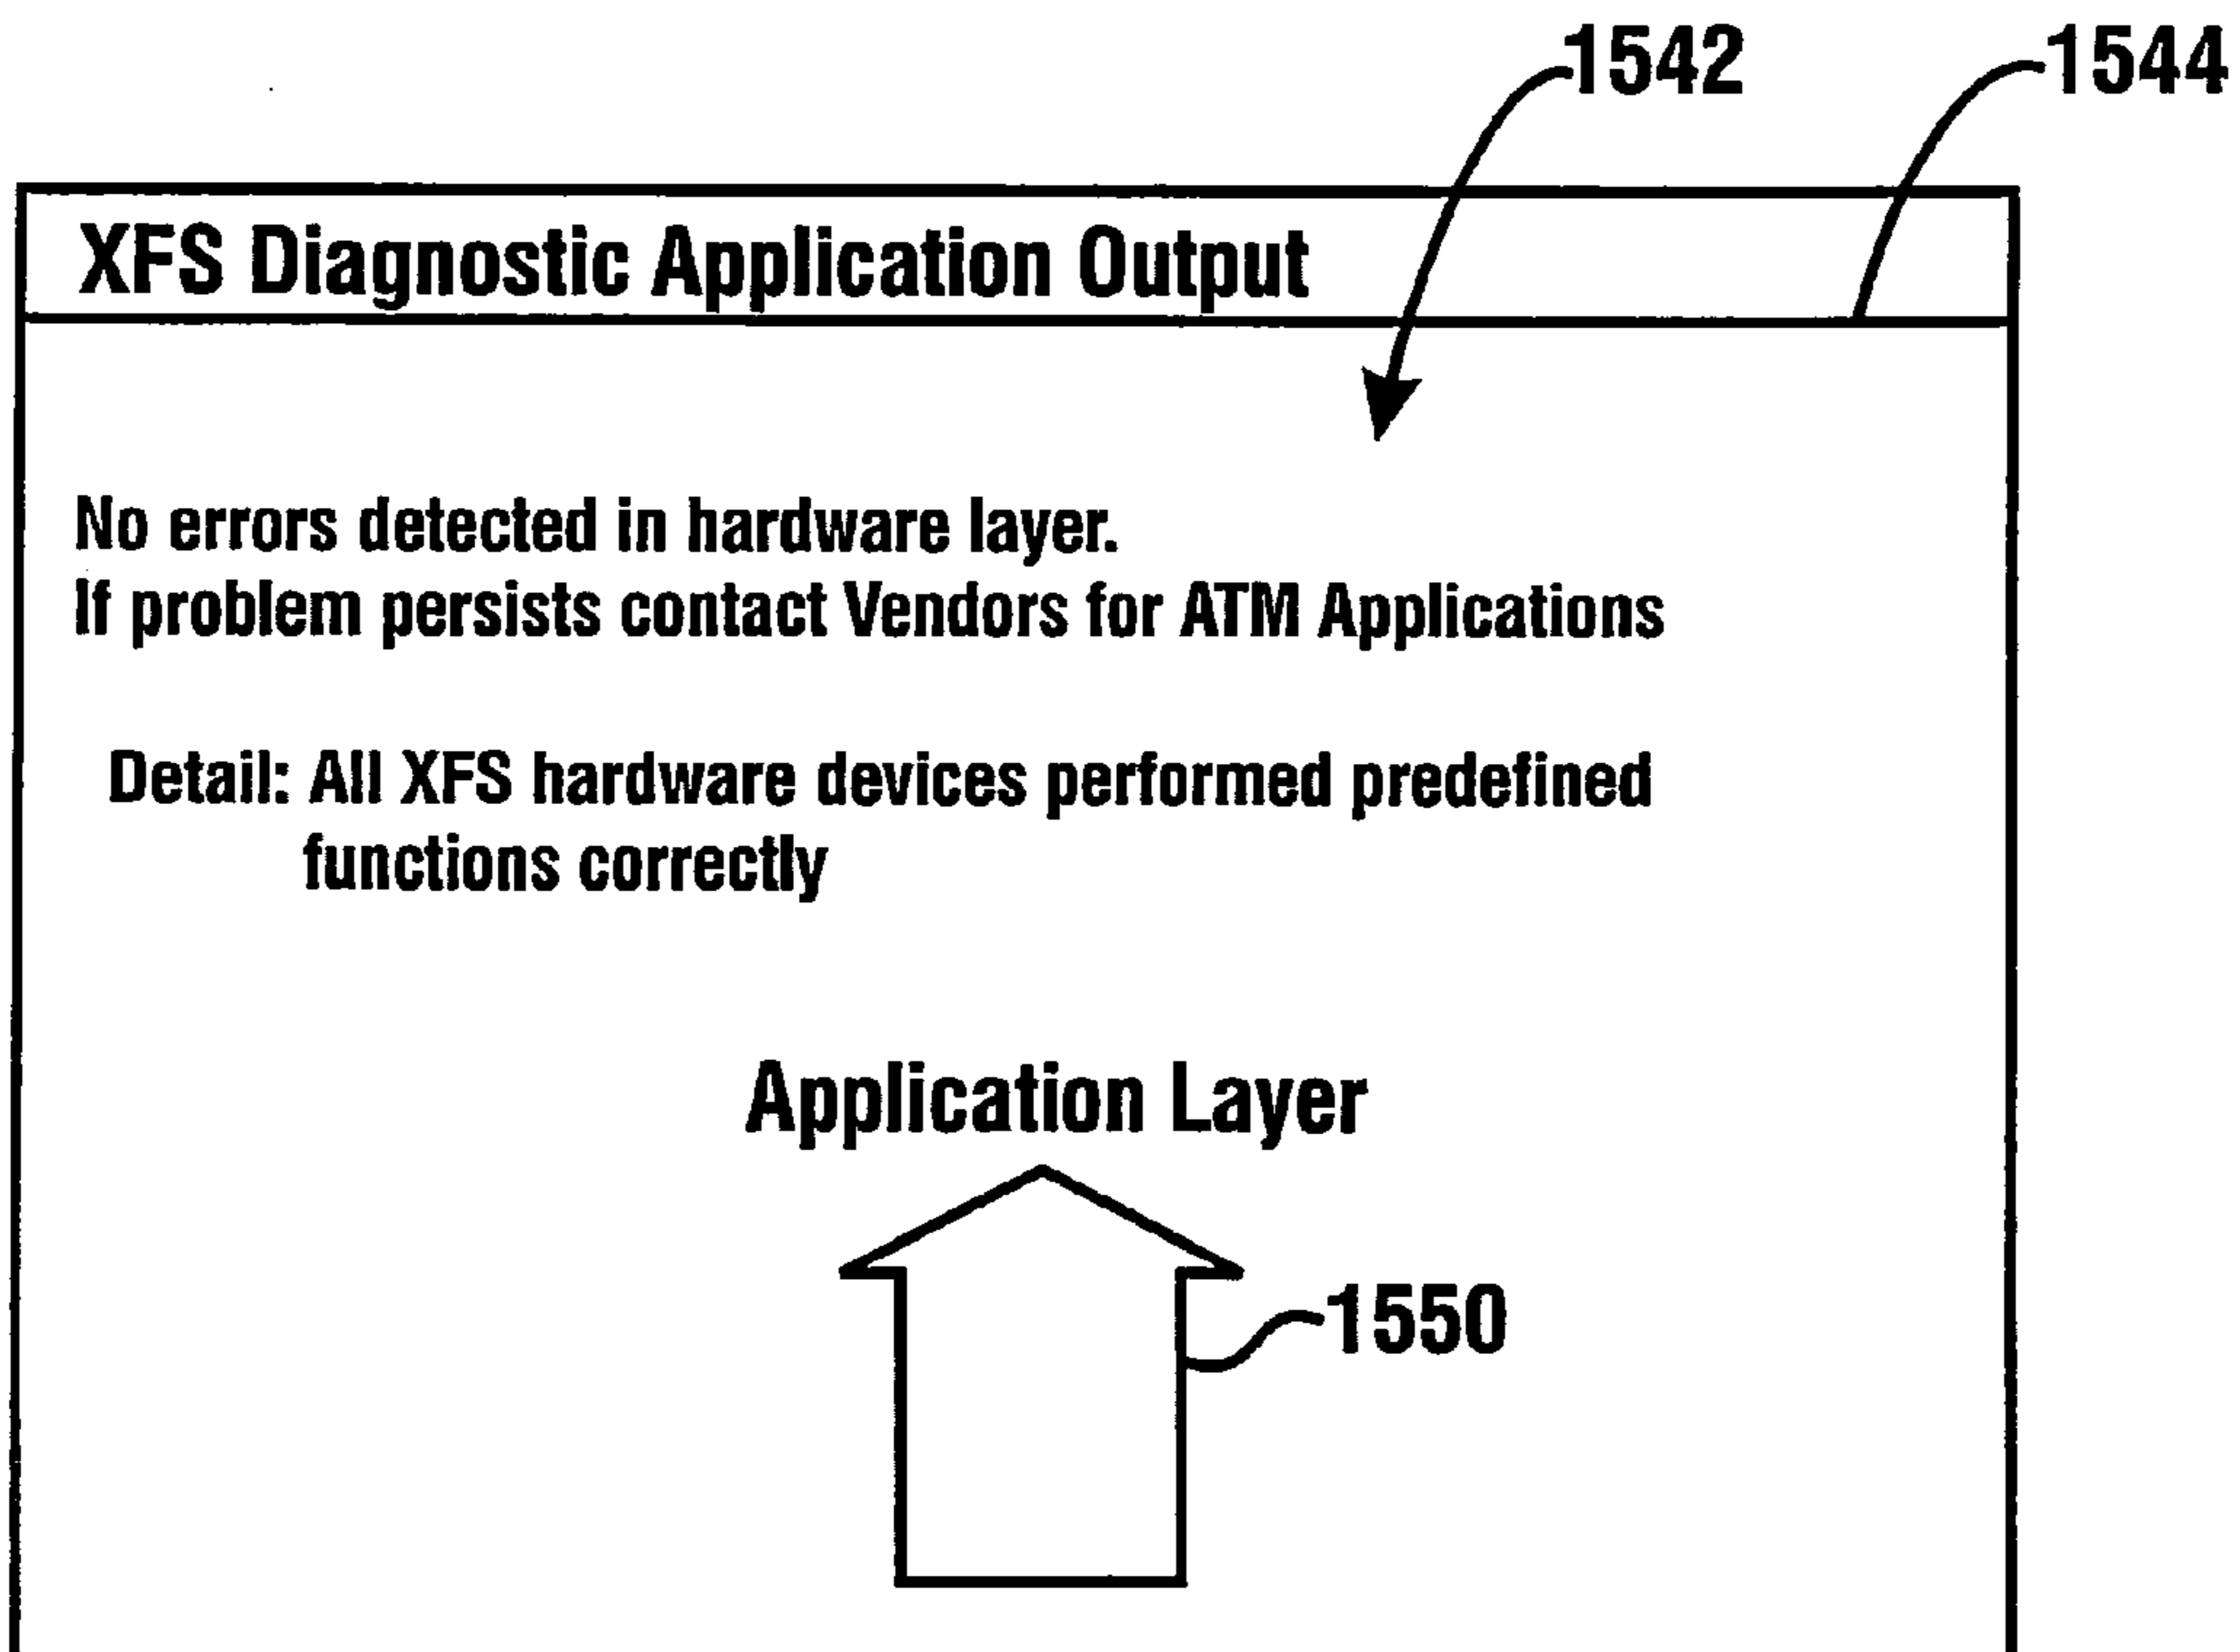 1542
1544
XFS Diagnostic Application Output
No errors detected in hardware layer.
If problem persists contact Vendors for ATM Applications
Detail: All XFS hardware devices performed predefined
functions correctly
Application Layer
1550